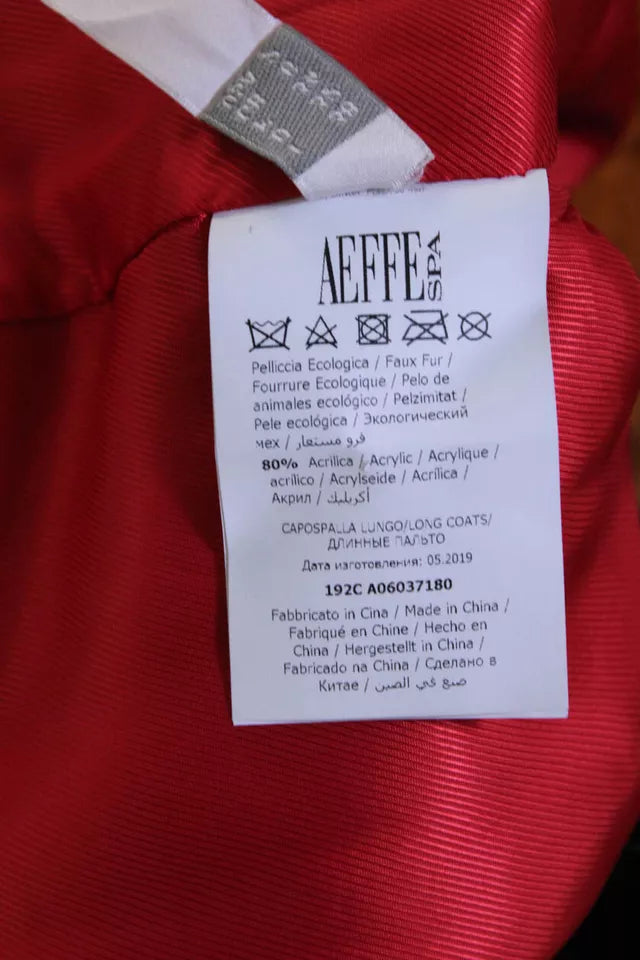 AEFFE SPA
Pelliccia Ecologica / Faux Fur /
Fourrure Ecologique / Pelo de
animales ecológico / Pelzimitat /
Pele ecológica / Экологический
мех / فرو مستعار
80% Acrilica / Acrylic / Acrylique /
acrílico / Acrylseide / Acrílica /
Акрил / أكريليك
CAPOSPALLA LUNGO/LONG COATS/
ДЛИННЫЕ ПАЛЬТО
Дата изготовления: 05.2019
192C A06037180
Fabbricato in Cina / Made in China /
Fabriqué en Chine / Hecho en
China / Hergestellt in China /
Fabricado na China / Сделано в
Китае / صنع في الصين